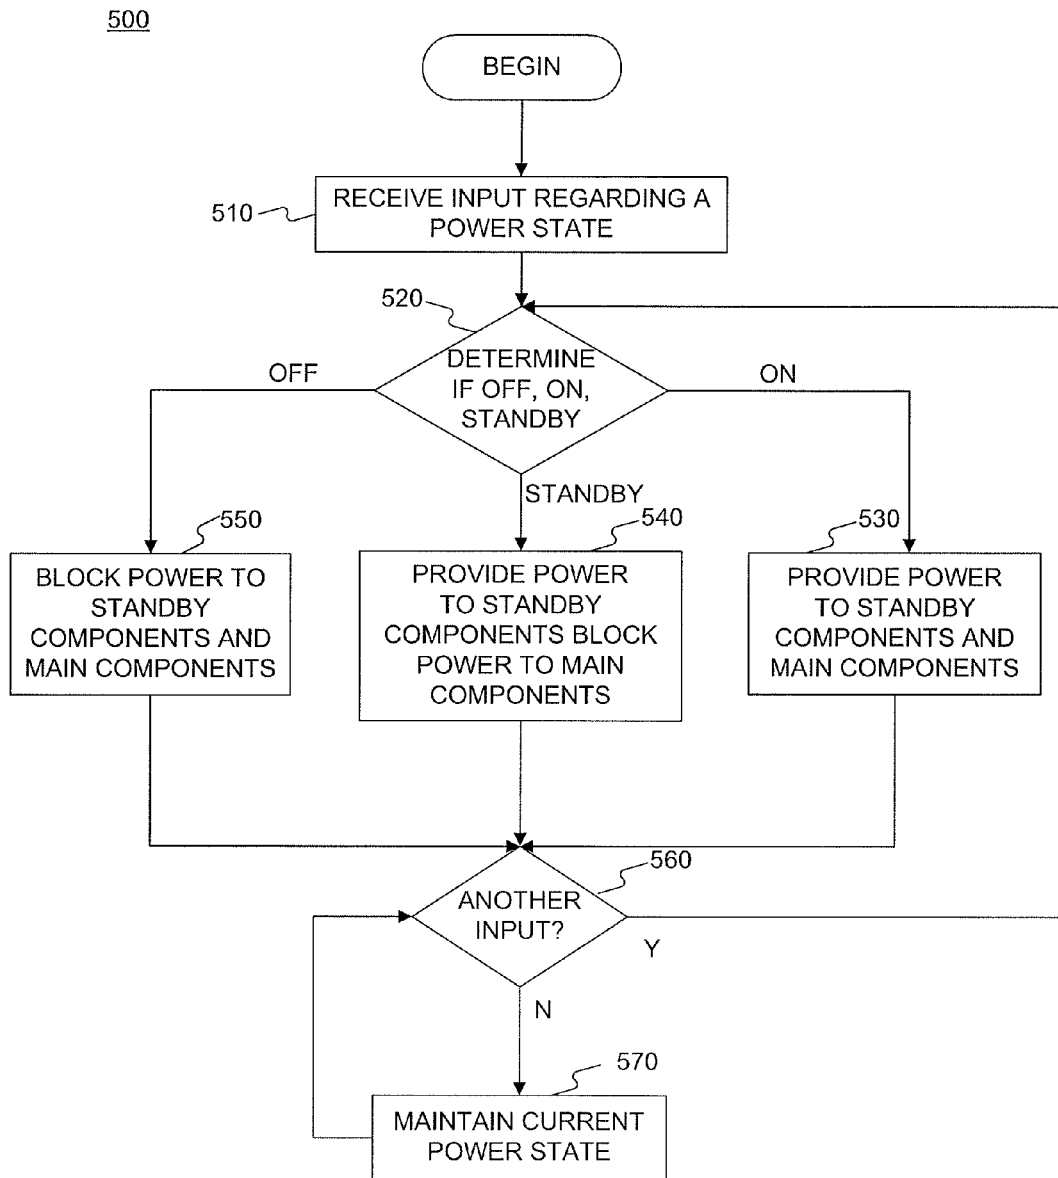 500
BEGIN
510
RECEIVE INPUT REGARDING A
POWER STATE
520
DETERMINE
IF OFF, ON,
STANDBY
OFF
ON
STANDBY
550
BLOCK POWER TO
STANDBY
COMPONENTS AND
MAIN COMPONENTS
540
PROVIDE POWER
TO STANDBY
COMPONENTS BLOCK
POWER TO MAIN
COMPONENTS
530
PROVIDE POWER
TO STANDBY
COMPONENTS AND
MAIN COMPONENTS
560
ANOTHER
INPUT?
Y
N
570
MAINTAIN CURRENT
POWER STATE